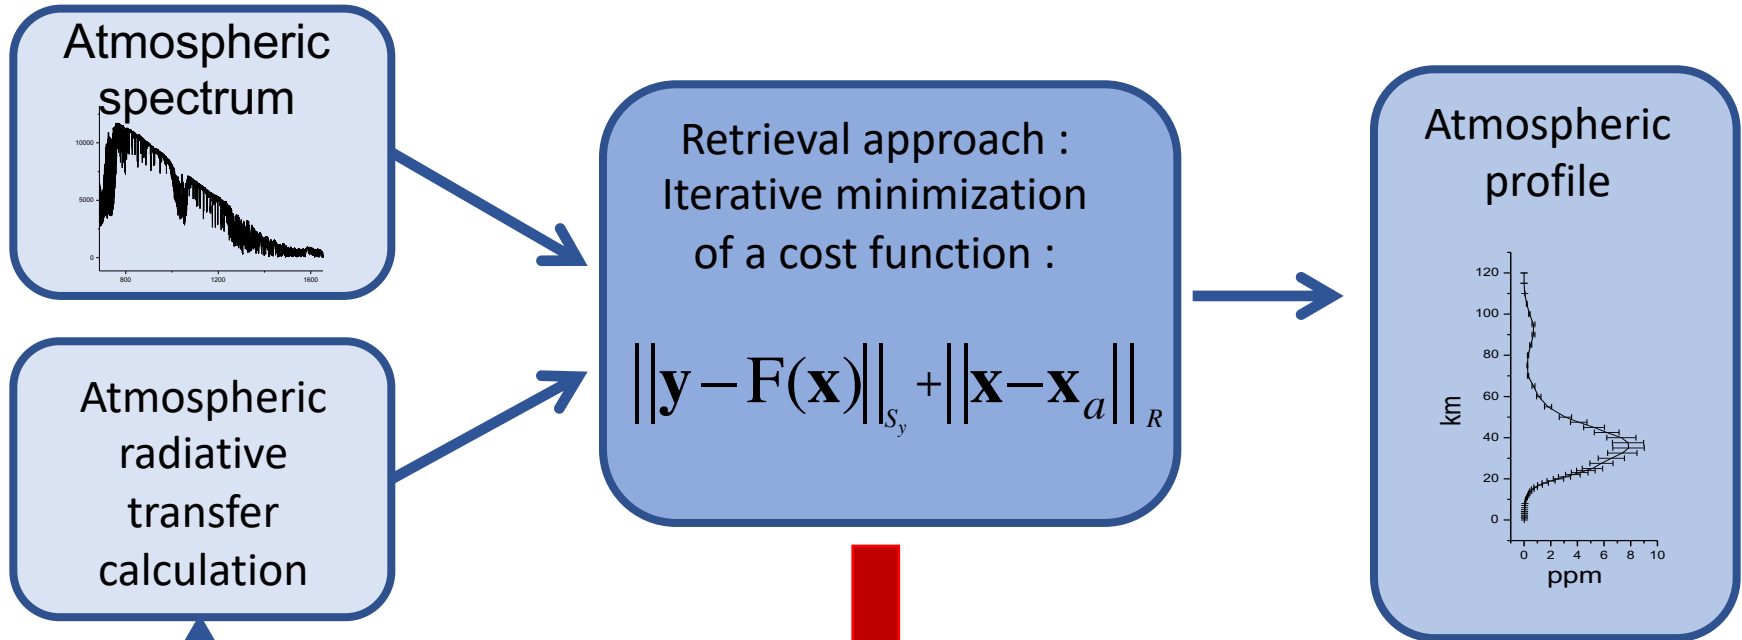 Atmospheric
spectrum
10000
5000
0
800
1200
1600
Atmospheric
radiative
transfer
calculation
Retrieval approach :
Iterative minimization
of a cost function :
||y−F(x)||Sy +||x−xa||R
Atmospheric
profile
120
100
80
60
40
20
0
km
0 2 4 6 8 10
ppm